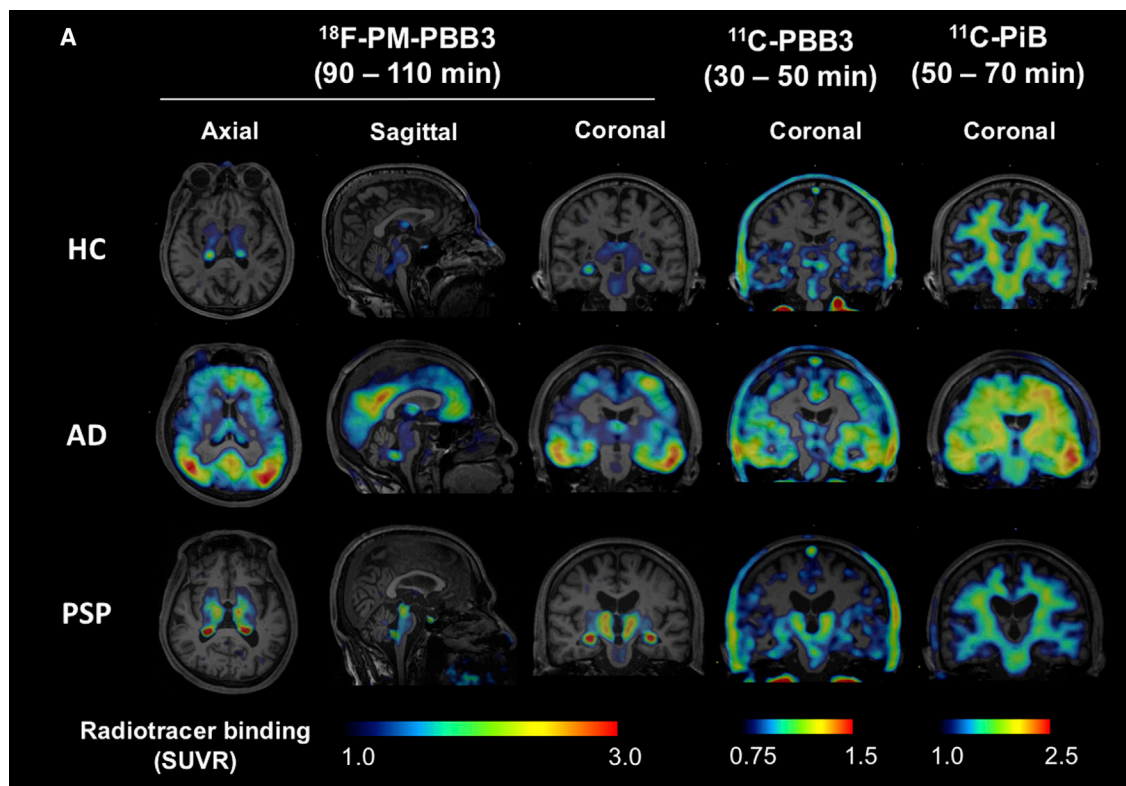 A
¹⁸F-PM-PBB3
(90 – 110 min)
¹¹C-PBB3
(30 – 50 min)
¹¹C-PiB
(50 – 70 min)
Axial
Sagittal
Coronal
Coronal
Coronal
HC
AD
PSP
Radiotracer binding
(SUVR)
1.0
3.0
0.75
1.5
1.0
2.5